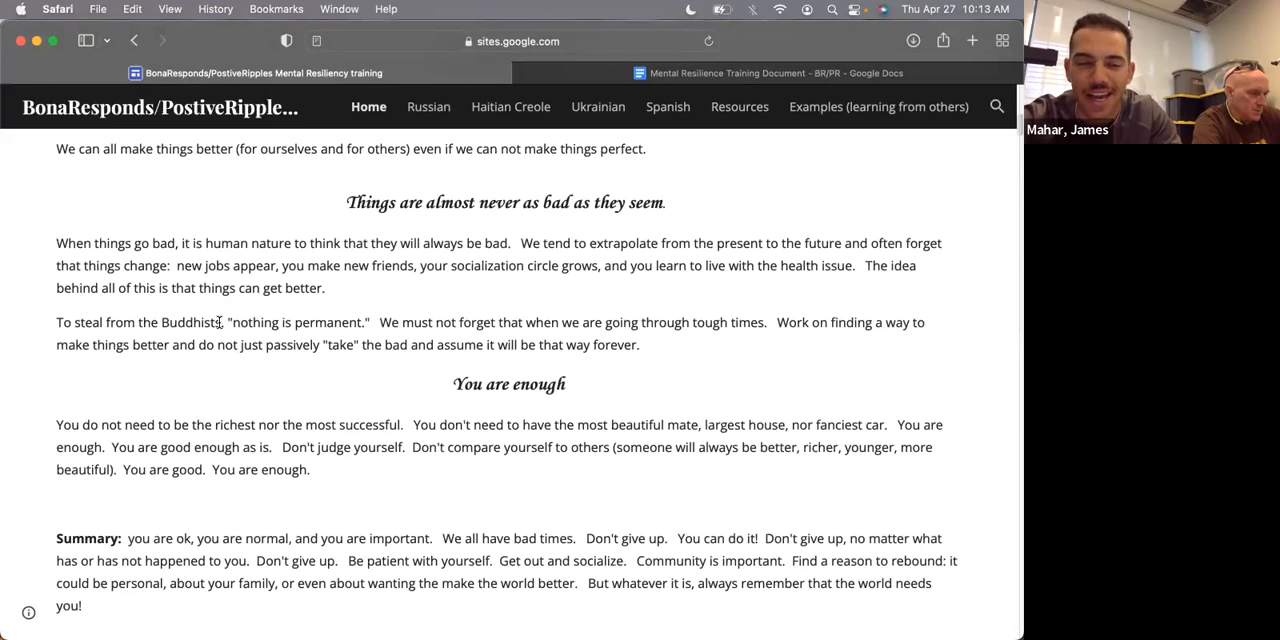 Safari File Edit View History Bookmarks Window Help Thu Apr 27 10:13 AM
sites.google.com
BonaResponds/PostiveRipples Mental Resiliency training Mental Resilience Training Document - BR/PR - Google Docs
BonaResponds/PostiveRipple... Home Russian Haitian Creole Ukrainian Spanish Resources Examples (learning from others)
Mahar, James
We can all make things better (for ourselves and for others) even if we can not make things perfect.
Things are almost never as bad as they seem.
When things go bad, it is human nature to think that they will always be bad. We tend to extrapolate from the present to the future and often forget
that things change: new jobs appear, you make new friends, your socialization circle grows, and you learn to live with the health issue. The idea
behind all of this is that things can get better.
To steal from the Buddhists, "nothing is permanent." We must not forget that when we are going through tough times. Work on finding a way to
make things better and do not just passively "take" the bad and assume it will be that way forever.
You are enough
You do not need to be the richest nor the most successful. You don't need to have the most beautiful mate, largest house, nor fanciest car. You are
enough. You are good enough as is. Don't judge yourself. Don't compare yourself to others (someone will always be better, richer, younger, more
beautiful). You are good. You are enough.
Summary: you are ok, you are normal, and you are important. We all have bad times. Don't give up. You can do it! Don't give up, no matter what
has or has not happened to you. Don't give up. Be patient with yourself. Get out and socialize. Community is important. Find a reason to rebound: it
could be personal, about your family, or even about wanting the make the world better. But whatever it is, always remember that the world needs
you!